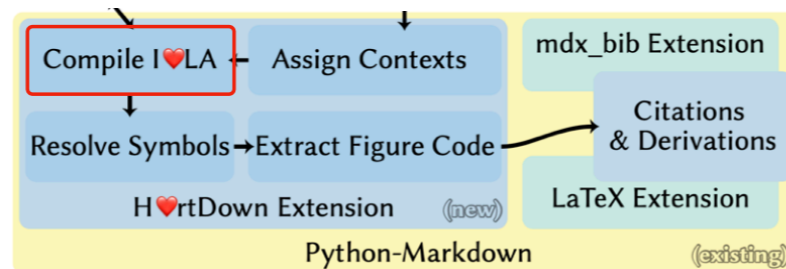 Compile I❤️LA
Assign Contexts
mdx_bib Extension
Resolve Symbols
Extract Figure Code
Citations
& Derivations
H❤️rtDown Extension
(new)
LaTeX Extension
Python-Markdown
(existing)